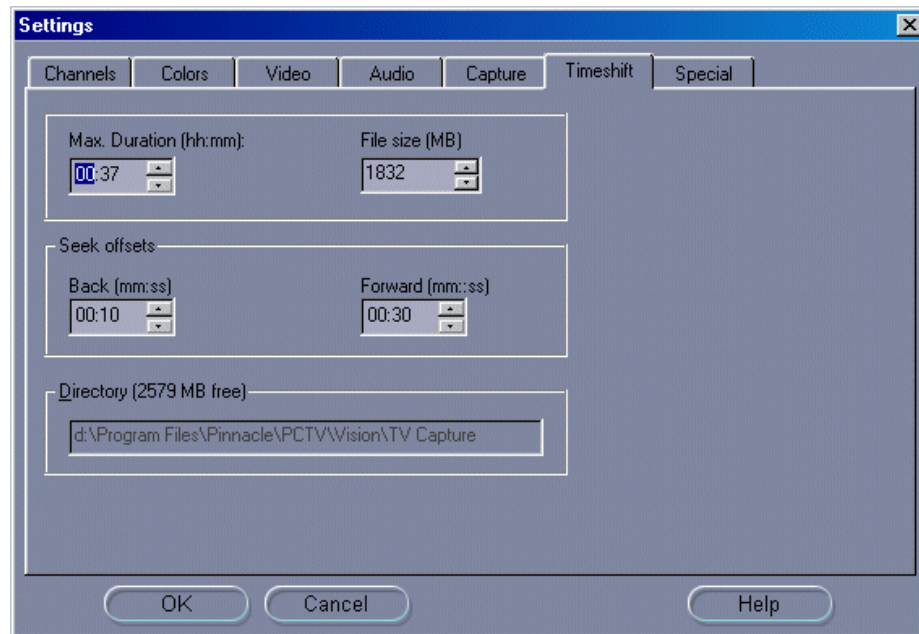 Settings
Channels Colors Video Audio Capture Timeshift Special
Max. Duration (hh:mm): File size (MB)
00:37 1832
Seek offsets
Back (mm:ss) Forward (mm::ss)
00:10 00:30
Directory (2579 MB free)
d:\Program Files\Pinnacle\PCTV\Vision\TV Capture
OK Cancel Help